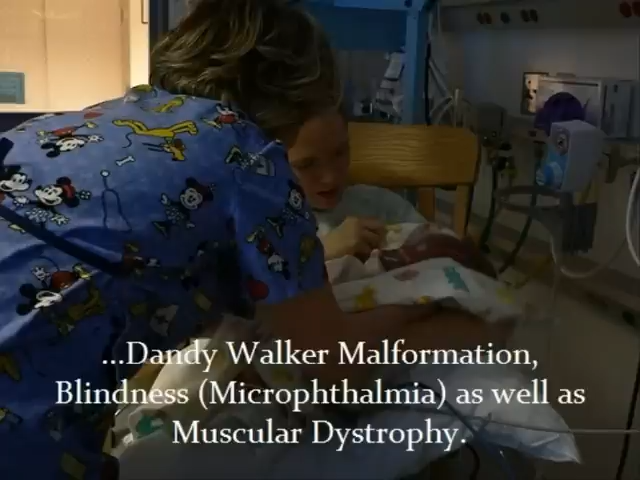 ...Dandy Walker Malformation,
Blindness (Microphthalmia) as well as
Muscular Dystrophy.